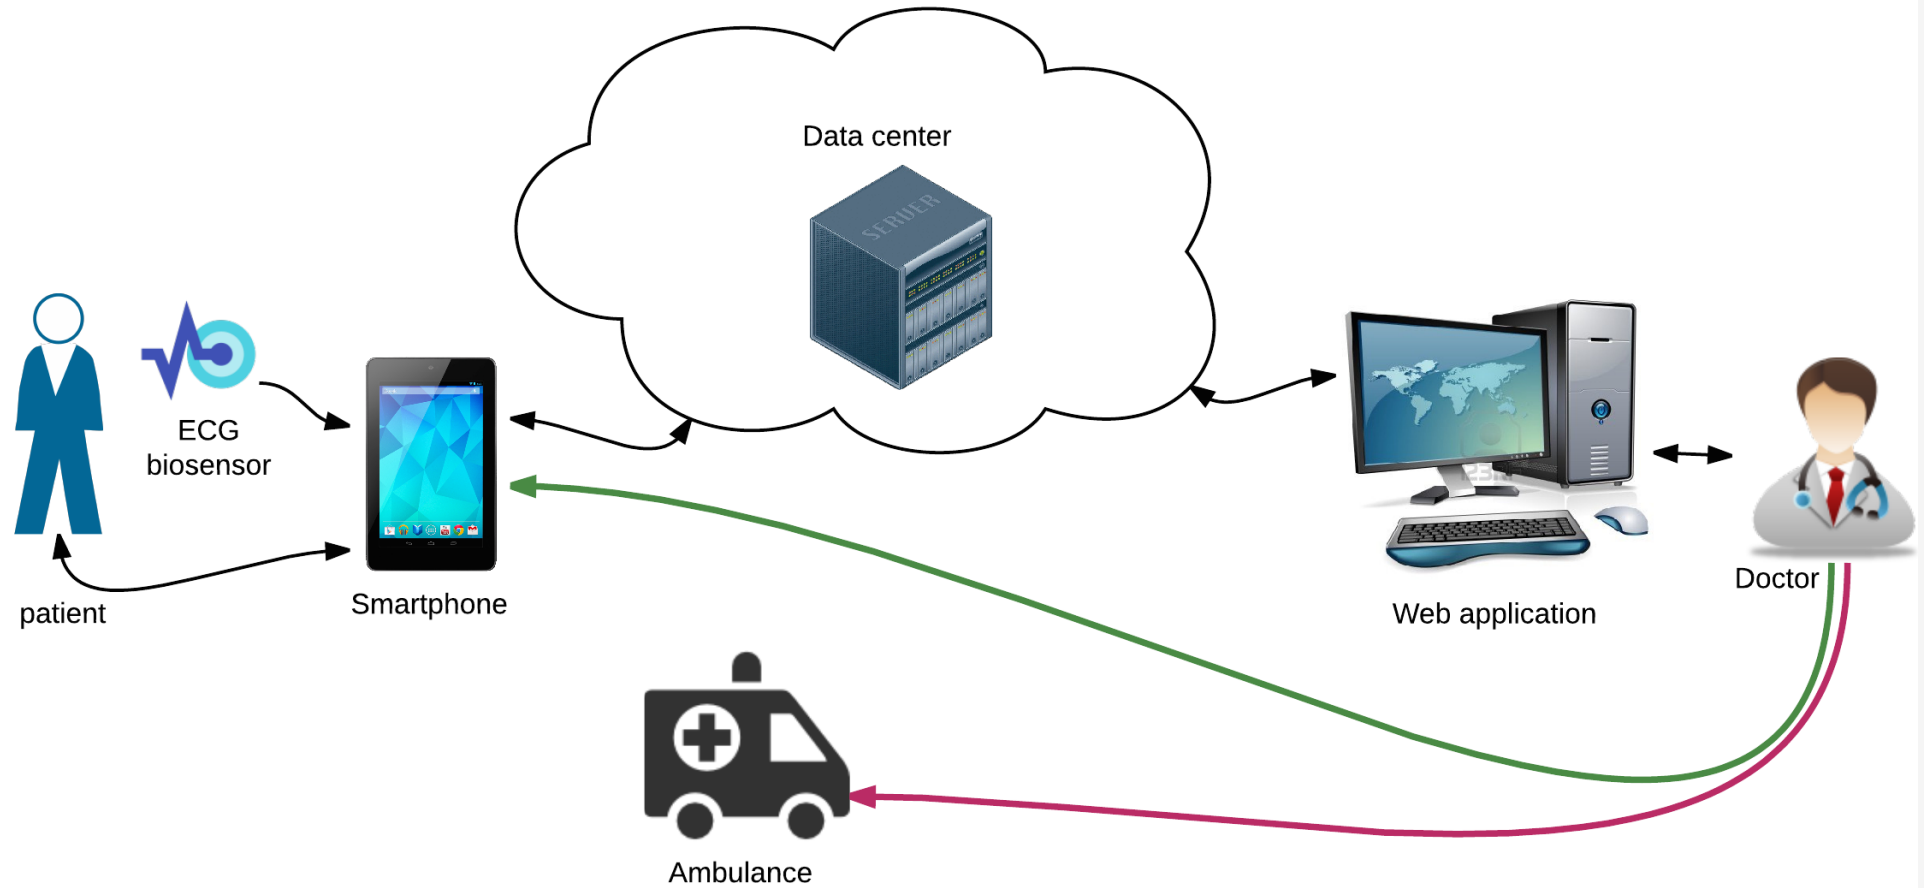 Data center
SERVER
ECG
biosensor
patient
Smartphone
Web application
Doctor
Ambulance